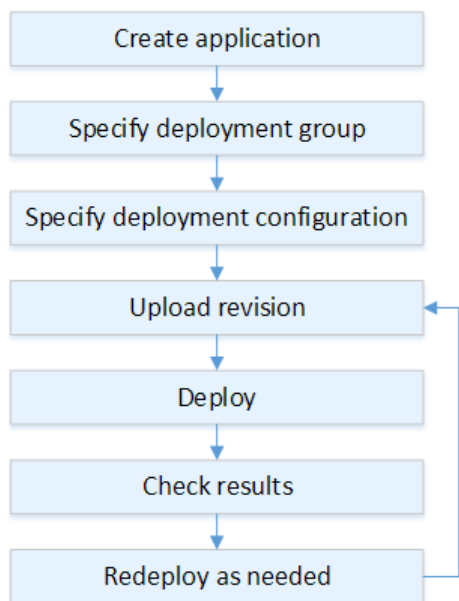 Create application
Specify deployment group
Specify deployment configuration
Upload revision
Deploy
Check results
Redeploy as needed